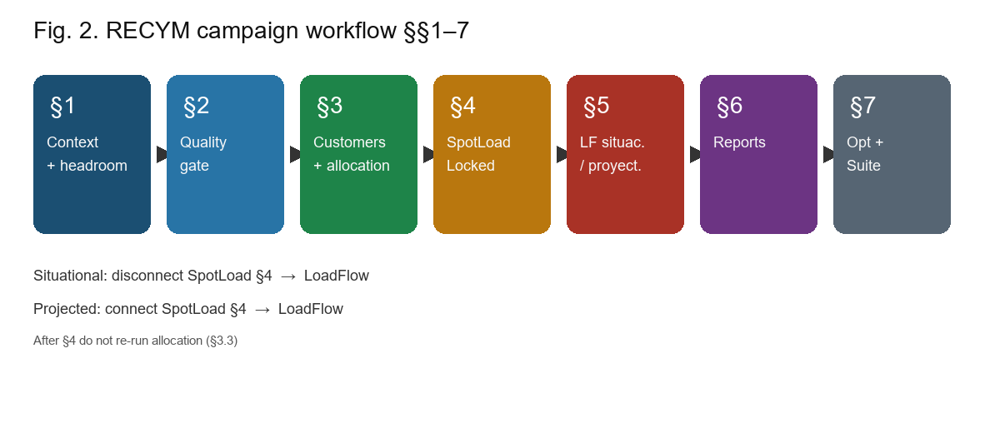 Fig. 2. RECYM campaign workflow §§1–7
§1
Context
+ headroom
§2
Quality
gate
§3
Customers
+ allocation
§4
SpotLoad
Locked
§5
LF situac.
/ proyect.
§6
Reports
§7
Opt +
Suite
Situational: disconnect SpotLoad §4 → LoadFlow
Projected: connect SpotLoad §4 → LoadFlow
After §4 do not re-run allocation (§3.3)